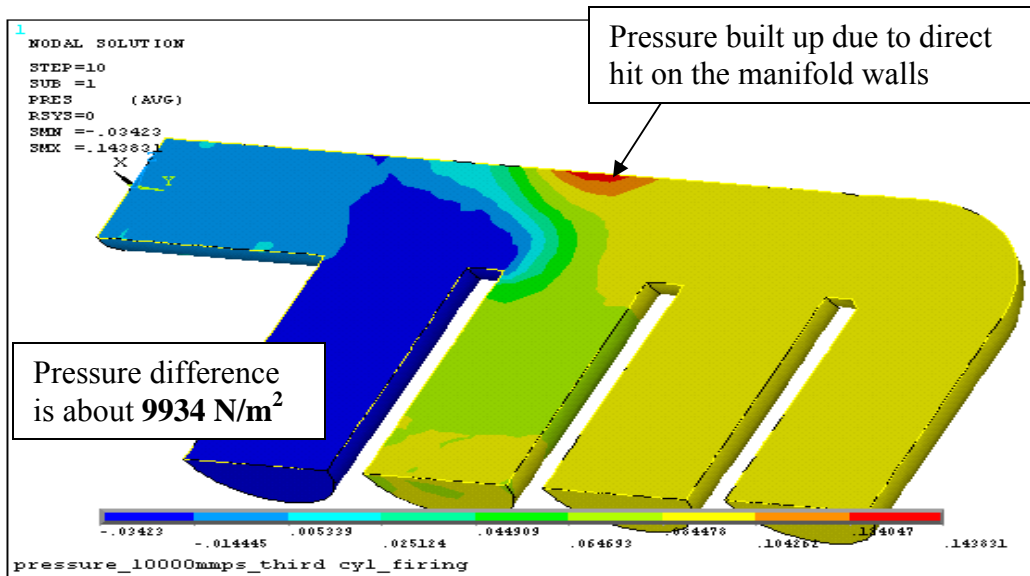 1
NODAL SOLUTION
STEP=10
SUB =1
PRES (AVG)
RSYS=0
SMN =-.03423
SMX =.143831
Pressure built up due to direct
hit on the manifold walls
X
Y
Pressure difference
is about 9934 N/m²
-.03423 .005339 .044909 .084478 .124047
-.014445 .025124 .064693 .104262 .143831
pressure_10000mmps_third cyl_firing